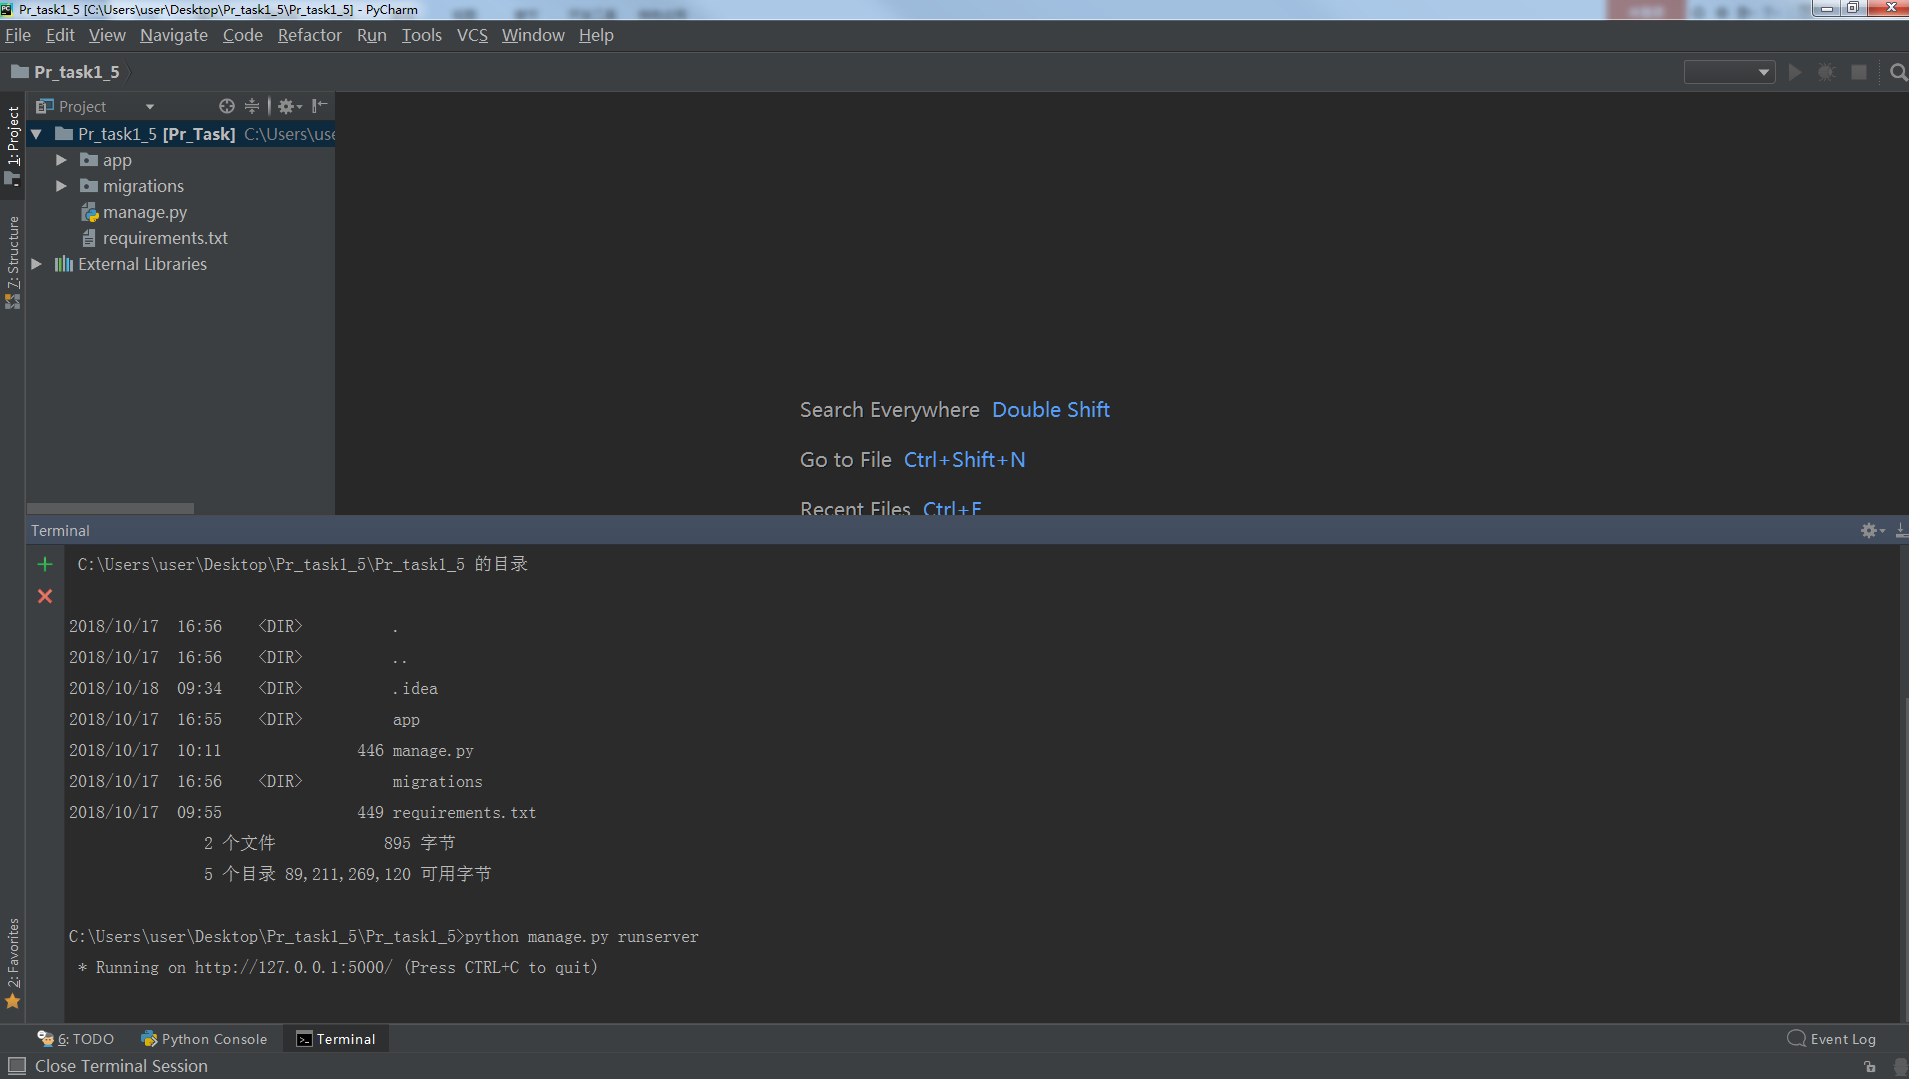 Pr_task1_5 [C:\Users\user\Desktop\Pr_task1_5\Pr_task1_5] - PyCharm
File Edit View Navigate Code Refactor Run Tools VCS Window Help
Pr_task1_5
Project
1: Project
Pr_task1_5 [Pr_Task] C:\Users\use
app
migrations
manage.py
requirements.txt
External Libraries
7: Structure
Search Everywhere Double Shift
Go to File Ctrl+Shift+N
Recent Files Ctrl+E
Terminal
C:\Users\user\Desktop\Pr_task1_5\Pr_task1_5 的目录
2018/10/17 16:56 <DIR> .
2018/10/17 16:56 <DIR> ..
2018/10/18 09:34 <DIR> .idea
2018/10/17 16:55 <DIR> app
2018/10/17 10:11 446 manage.py
2018/10/17 16:56 <DIR> migrations
2018/10/17 09:55 449 requirements.txt
2 个文件 895 字节
5 个目录 89,211,269,120 可用字节
C:\Users\user\Desktop\Pr_task1_5\Pr_task1_5>python manage.py runserver
* Running on http://127.0.0.1:5000/ (Press CTRL+C to quit)
2: Favorites
6: TODO Python Console Terminal Event Log
Close Terminal Session